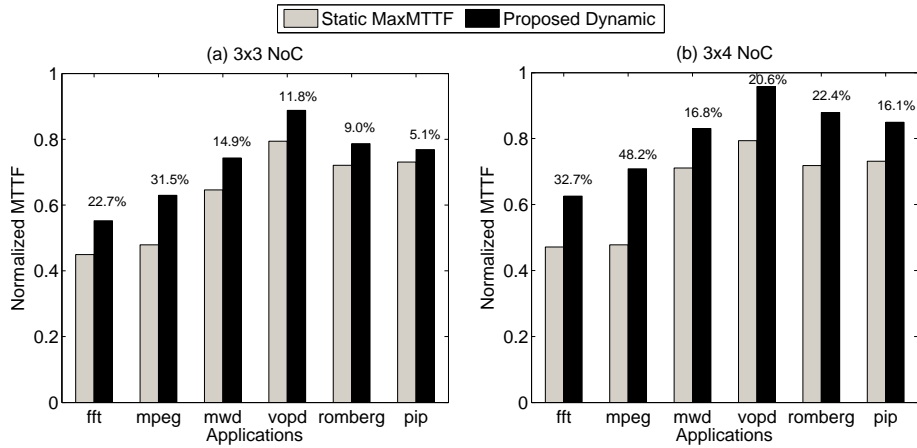 Static MaxMTTF
Proposed Dynamic
(a) 3x3 NoC
Normalized MTTF
1
0.8
0.6
0.4
0.2
0
22.7%
31.5%
14.9%
11.8%
9.0%
5.1%
fft
mpeg
mwd
vopd
romberg
pip
Applications
(b) 3x4 NoC
Normalized MTTF
1
0.8
0.6
0.4
0.2
0
32.7%
48.2%
16.8%
20.6%
22.4%
16.1%
fft
mpeg
mwd
vopd
romberg
pip
Applications